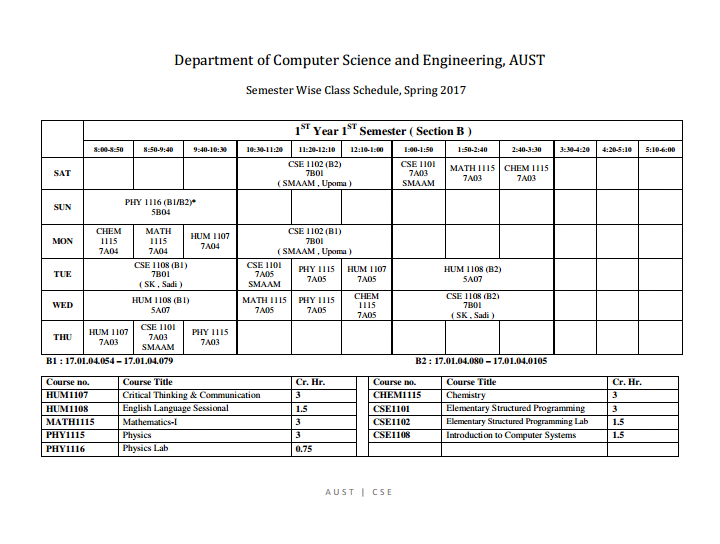 Department of Computer Science and Engineering, AUST
Semester Wise Class Schedule, Spring 2017
1ST Year 1ST Semester ( Section B )
8:00-8:50 8:50-9:40 9:40-10:30 10:30-11:20 11:20-12:10 12:10-1:00 1:00-1:50 1:50-2:40 2:40-3:30 3:30-4:20 4:20-5:10 5:10-6:00
SAT
CSE 1102 (B2)
7B01
( SMAAM , Upoma )
CSE 1101
7A03
SMAAM
MATH 1115
7A03
CHEM 1115
7A03
SUN
PHY 1116 (B1/B2)*
5B04
MON
CHEM
1115
7A04
MATH
1115
7A04
HUM 1107
7A04
CSE 1102 (B1)
7B01
( SMAAM , Upoma )
TUE
CSE 1108 (B1)
7B01
( SK , Sadi )
CSE 1101
7A05
SMAAM
PHY 1115
7A05
HUM 1107
7A05
HUM 1108 (B2)
5A07
WED
HUM 1108 (B1)
5A07
MATH 1115
7A05
PHY 1115
7A05
CHEM
1115
7A05
CSE 1108 (B2)
7B01
( SK , Sadi )
THU
HUM 1107
7A03
CSE 1101
7A03
SMAAM
PHY 1115
7A03
B1 : 17.01.04.054 – 17.01.04.079 B2 : 17.01.04.080 – 17.01.04.0105
Course no. Course Title Cr. Hr. Course no. Course Title Cr. Hr.
HUM1107 Critical Thinking & Communication 3 CHEM1115 Chemistry 3
HUM1108 English Language Sessional 1.5 CSE1101 Elementary Structured Programming 3
MATH1115 Mathematics-I 3 CSE1102 Elementary Structured Programming Lab 1.5
PHY1115 Physics 3 CSE1108 Introduction to Computer Systems 1.5
PHY1116 Physics Lab 0.75
AUST | CSE